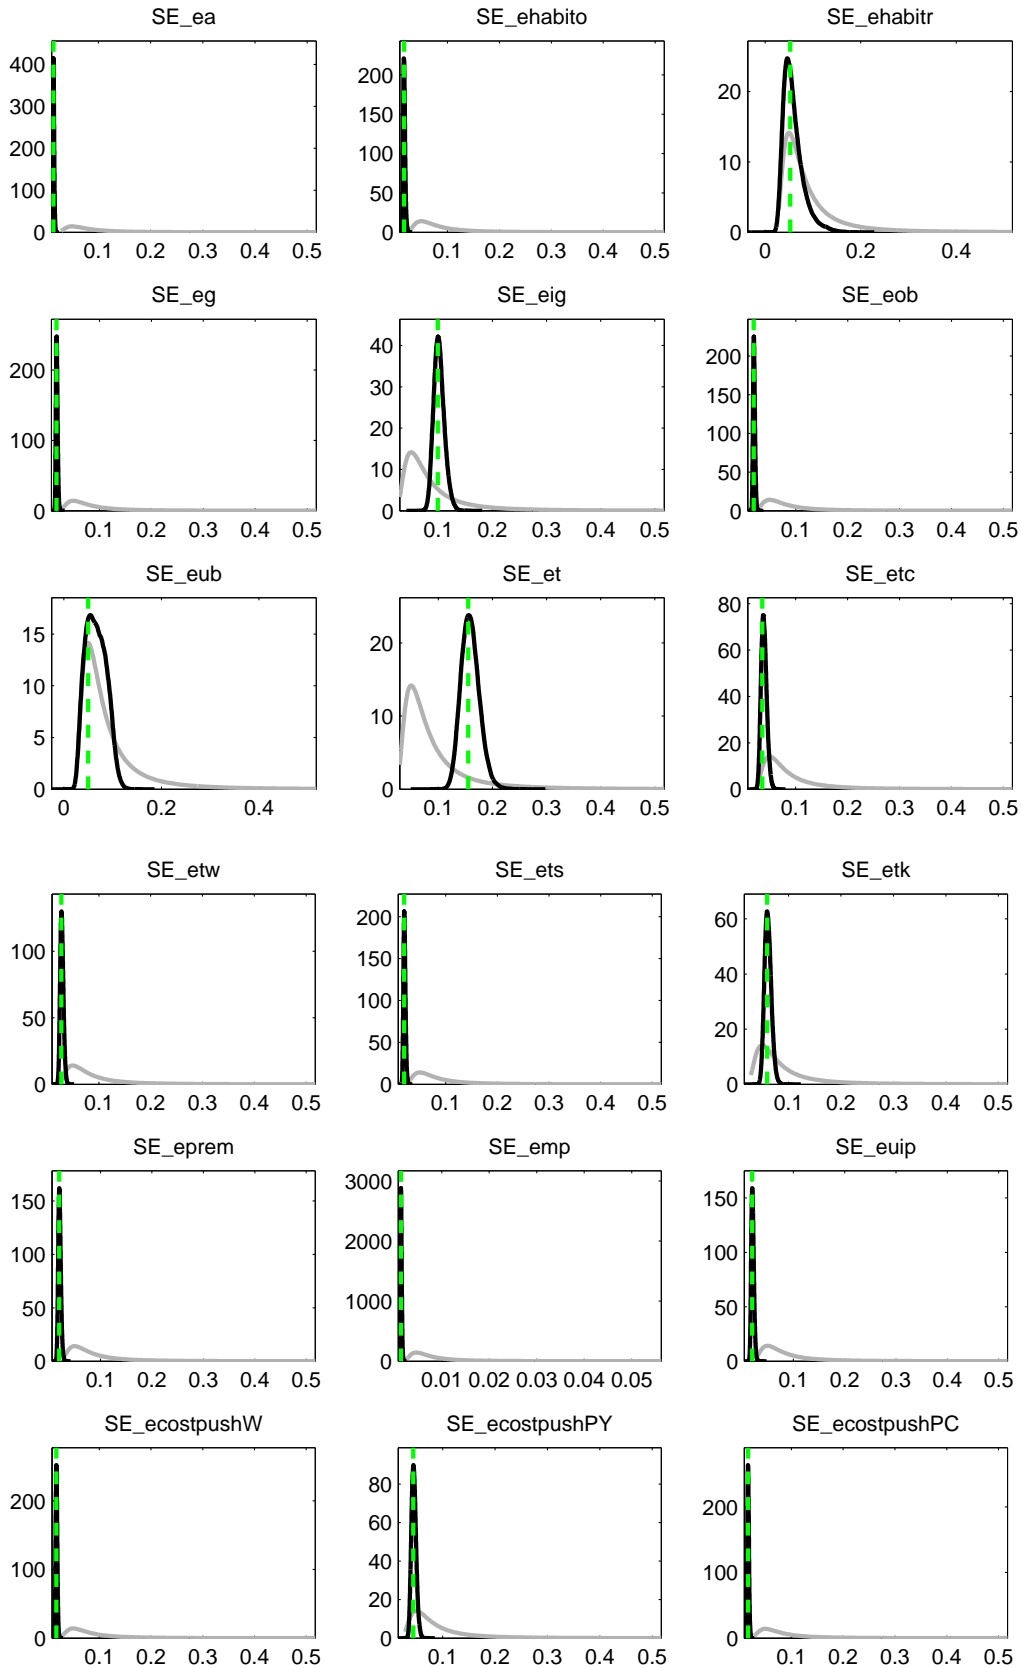 SE_ea SE_ehabito SE_ehabitr
400 200 20
300 150
200 100 10
100 50
0 0 0
0.1 0.2 0.3 0.4 0.5 0.1 0.2 0.3 0.4 0.5 0 0.2 0.4
SE_eg SE_eig SE_eob
200 40 200
30 150
100 20 100
10 50
0 0 0
0.1 0.2 0.3 0.4 0.5 0.1 0.2 0.3 0.4 0.5 0.1 0.2 0.3 0.4 0.5
SE_eub SE_et SE_etc
15 20 80
10 60
10 40
5 20
0 0 0
0 0.2 0.4 0.1 0.2 0.3 0.4 0.5 0.1 0.2 0.3 0.4 0.5
SE_etw SE_ets SE_etk
100 200 60
150 40
50 100 20
50
0 0 0
0.1 0.2 0.3 0.4 0.5 0.1 0.2 0.3 0.4 0.5 0.1 0.2 0.3 0.4 0.5
SE_eprem SE_emp SE_euip
150 3000 150
100 2000 100
50 1000 50
0 0 0
0.1 0.2 0.3 0.4 0.5 0.01 0.02 0.03 0.04 0.05 0.1 0.2 0.3 0.4 0.5
SE_ecostpushW SE_ecostpushPY SE_ecostpushPC
200 80 200
60
100 40 100
20
0 0 0
0.1 0.2 0.3 0.4 0.5 0.1 0.2 0.3 0.4 0.5 0.1 0.2 0.3 0.4 0.5